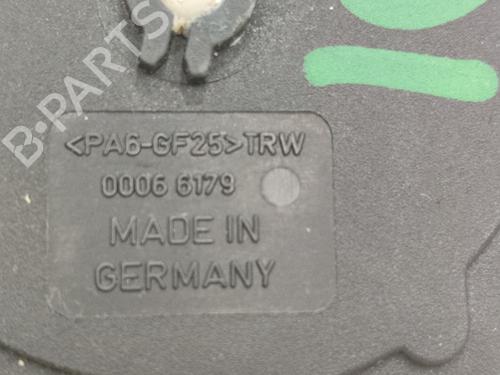 B-PARTS
<PA6-GF25>TRW
0006 6179
MADE IN
GERMANY